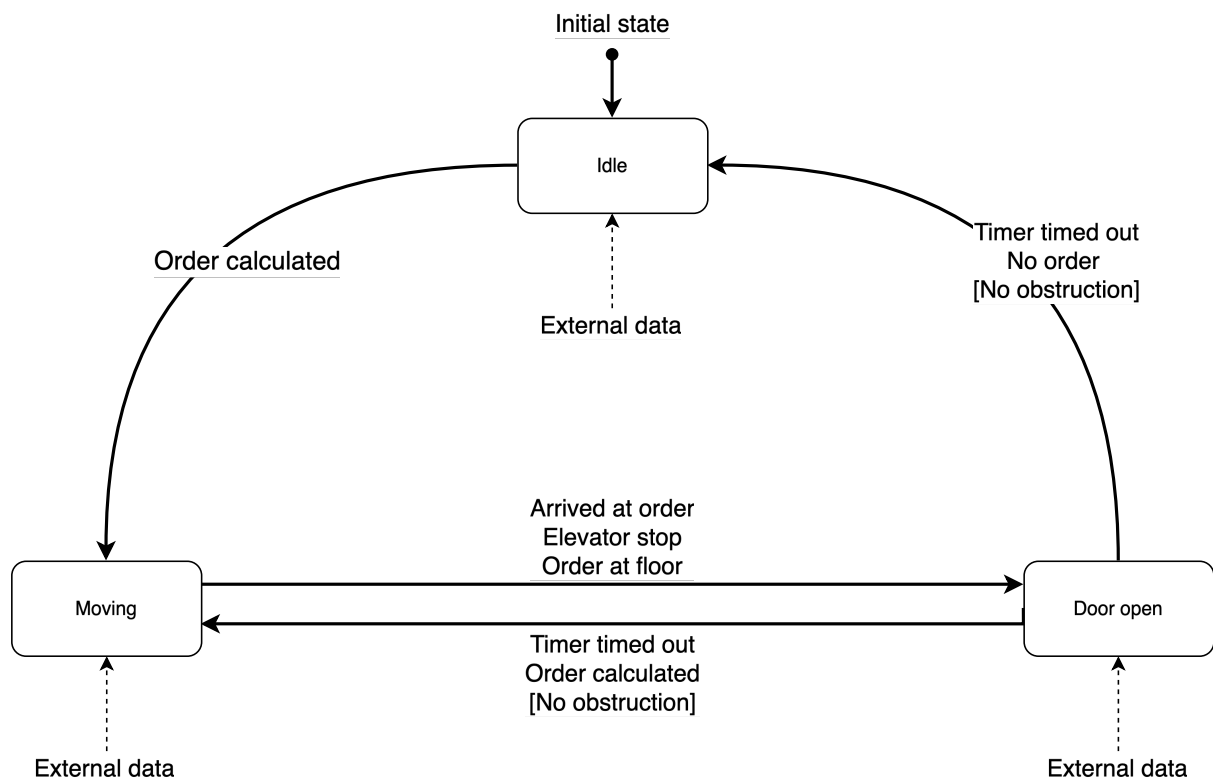 Initial state
Idle
Timer timed out
No order
[No obstruction]
Order calculated
External data
Arrived at order
Elevator stop
Order at floor
Moving
Door open
Timer timed out
Order calculated
[No obstruction]
External data
External data